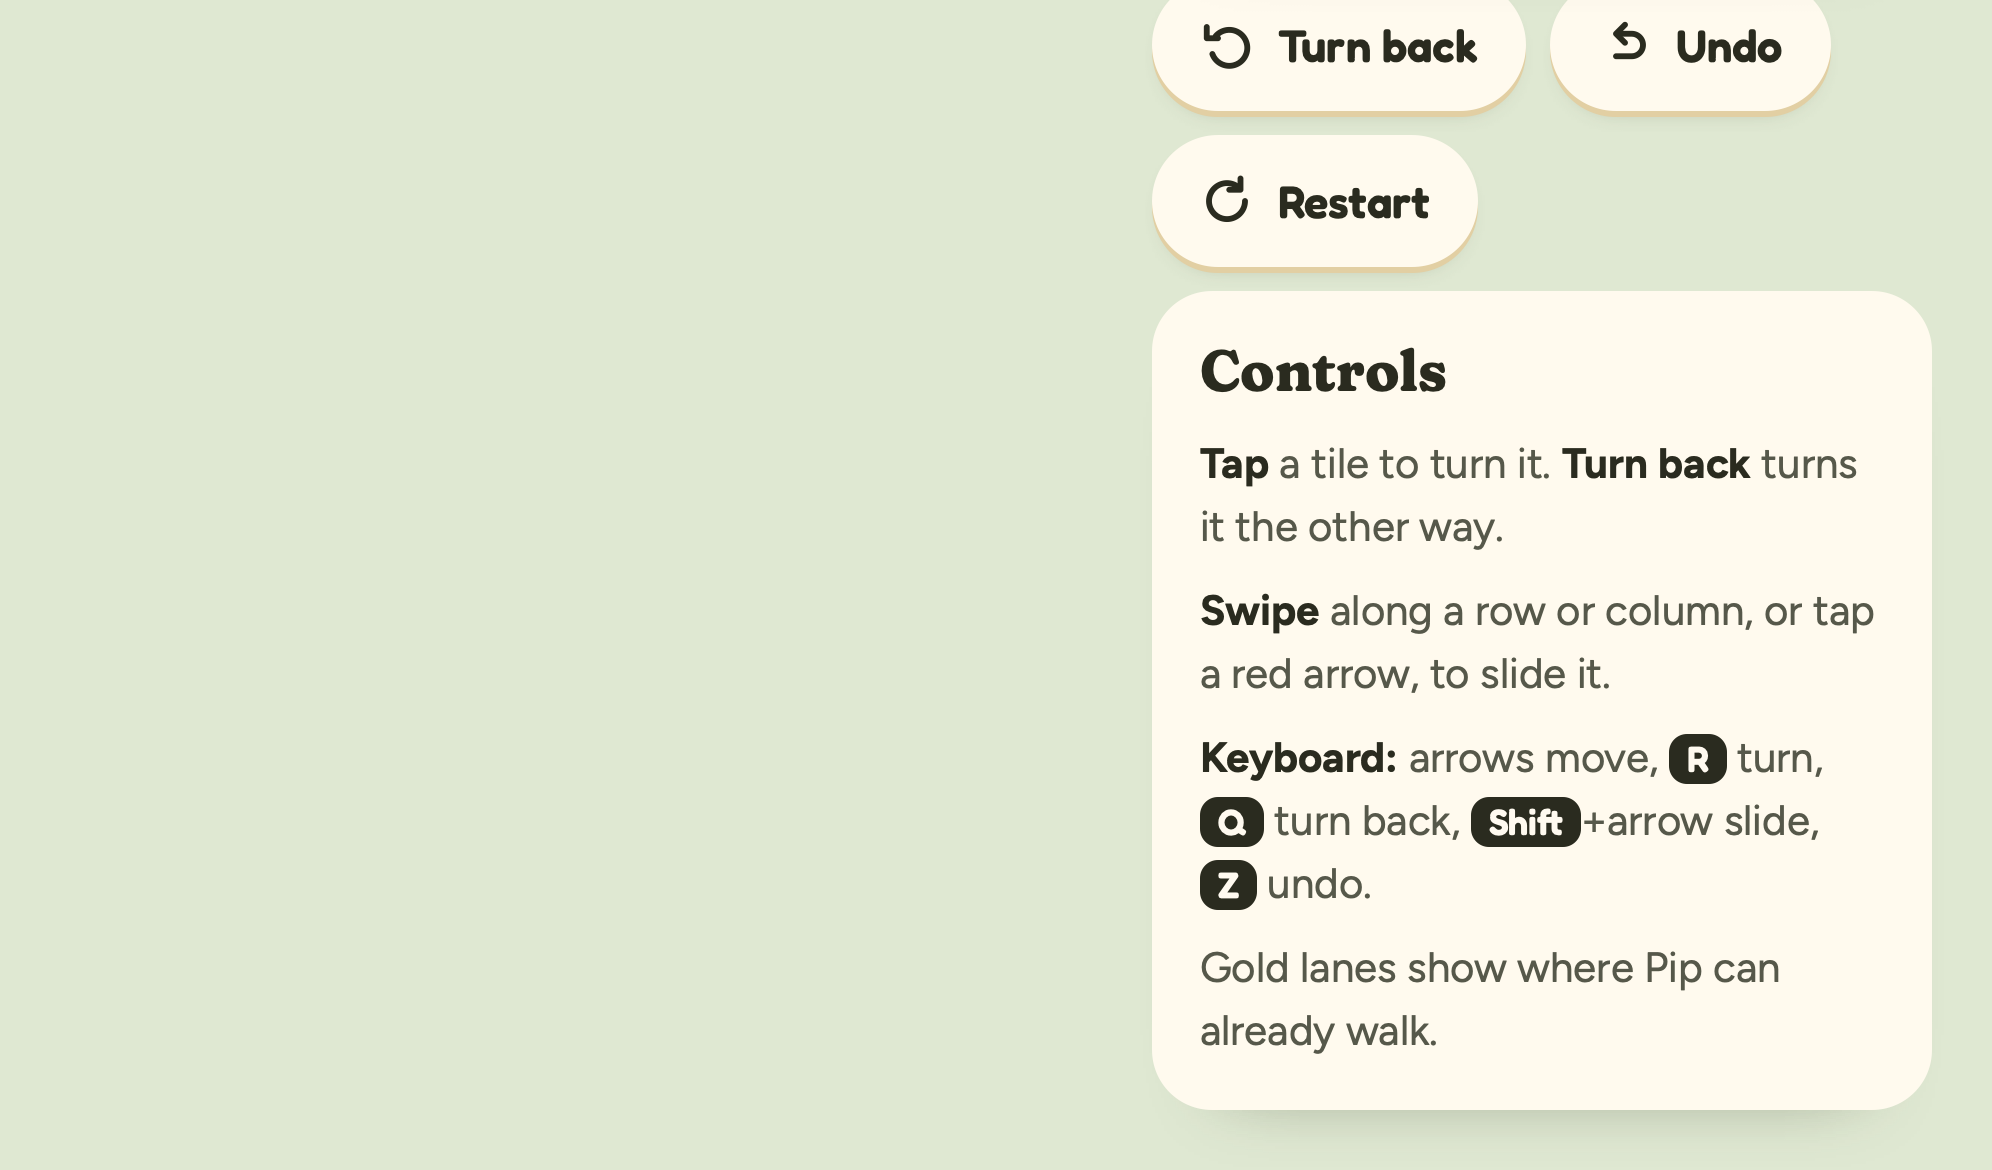 Turn back Undo
Restart
Controls
Tap a tile to turn it. Turn back turns
it the other way.
Swipe along a row or column, or tap
a red arrow, to slide it.
Keyboard: arrows move, R turn,
Q turn back, Shift+arrow slide,
Z undo.
Gold lanes show where Pip can
already walk.